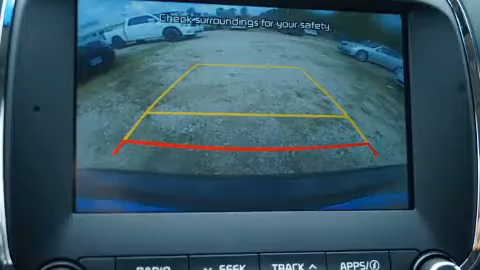 Check surroundings for your safety.
RADIO
SEEK
TRACK
APPS/